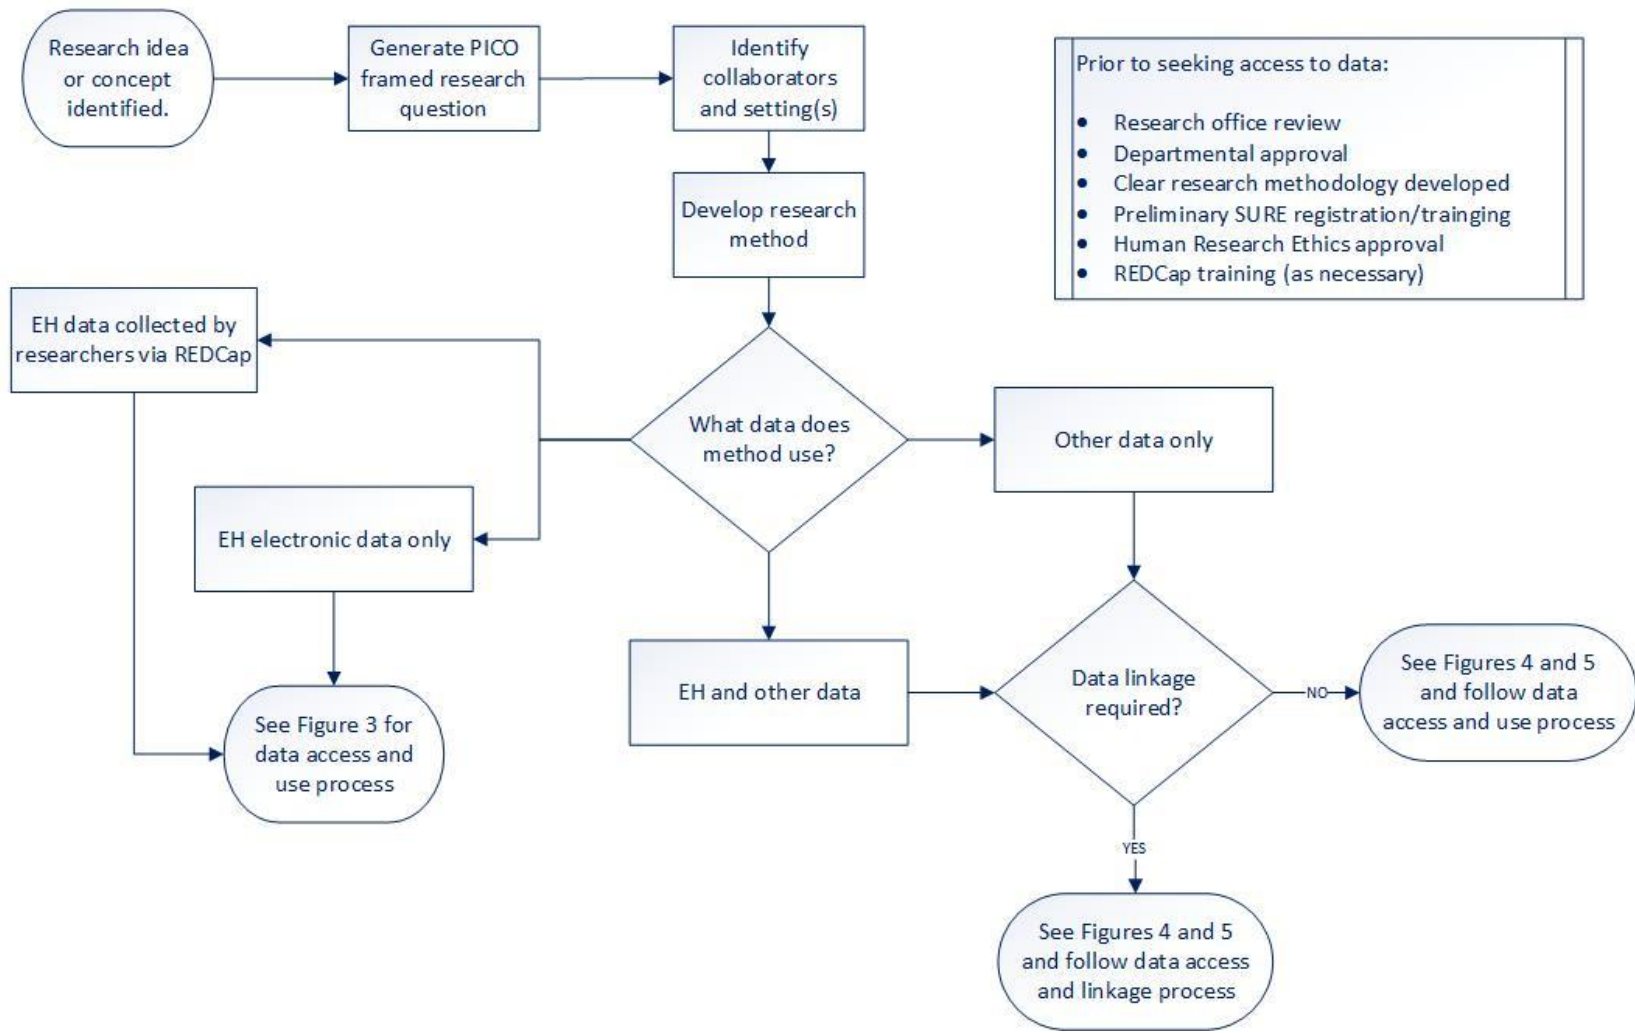 Research idea
or concept
identified.
Generate PICO
framed research
question
Identify
collaborators
and setting(s)
Prior to seeking access to data:
• Research office review
• Departmental approval
• Clear research methodology developed
• Preliminary SURE registration/trainging
• Human Research Ethics approval
• REDCap training (as necessary)
Develop research
method
EH data collected by
researchers via REDCap
What data does
method use?
Other data only
EH electronic data only
EH and other data
Data linkage
required?
NO
See Figures 4 and 5
and follow data
access and use process
See Figure 3 for
data access and
use process
YES
See Figures 4 and 5
and follow data access
and linkage process